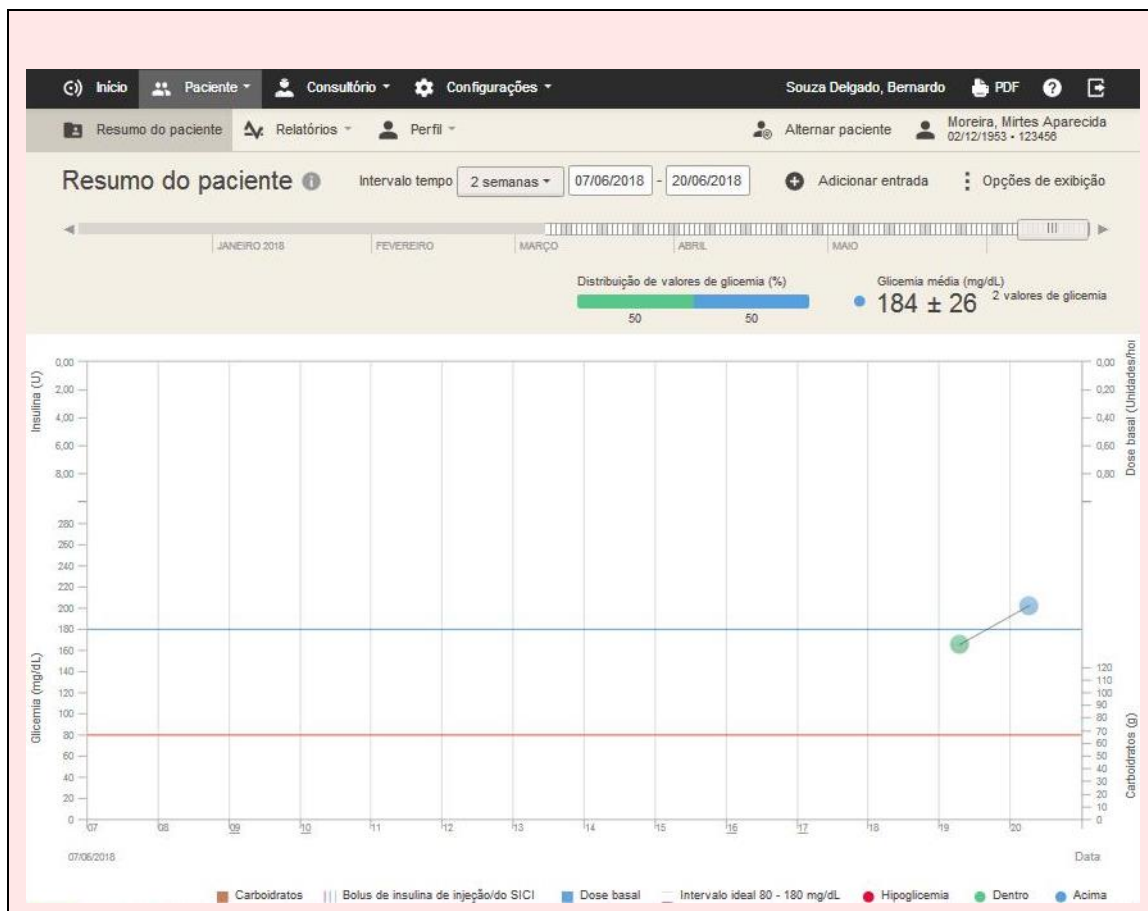 Início Paciente Consultório Configurações Souza Delgado, Bernardo PDF ?
Resumo do paciente Relatórios Perfil Alternar paciente Moreira, Mirtes Aparecida
02/12/1953 • 123456
Resumo do paciente i Intervalo tempo 2 semanas 07/06/2018 - 20/06/2018 Adicionar entrada Opções de exibição
JANEIRO 2018 FEVEREIRO MARÇO ABRIL MAIO
Distribuição de valores de glicemia (%)
50 50
Glicemia média (mg/dL)
184 ± 26 2 valores de glicemia
Insulina (U)
0,00
2,00
4,00
6,00
8,00
Dose basal (Unidades/hor
0,00
0,20
0,40
0,60
0,80
Glicemia (mg/dL)
280
260
240
220
200
180
160
140
120
100
80
60
40
20
0
Carboidratos (g)
120
110
100
90
80
70
60
50
40
30
20
10
0
07 08 09 10 11 12 13 14 15 16 17 18 19 20
07/06/2018 Data
Carboidratos Bolus de insulina de injeção/do SICI Dose basal Intervalo ideal 80 - 180 mg/dL Hipoglicemia Dentro Acima